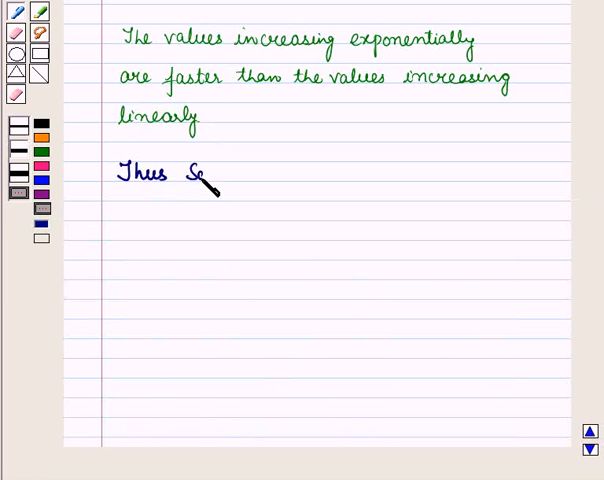 The values increasing exponentially
are faster than the values increasing
linearly
Thus S